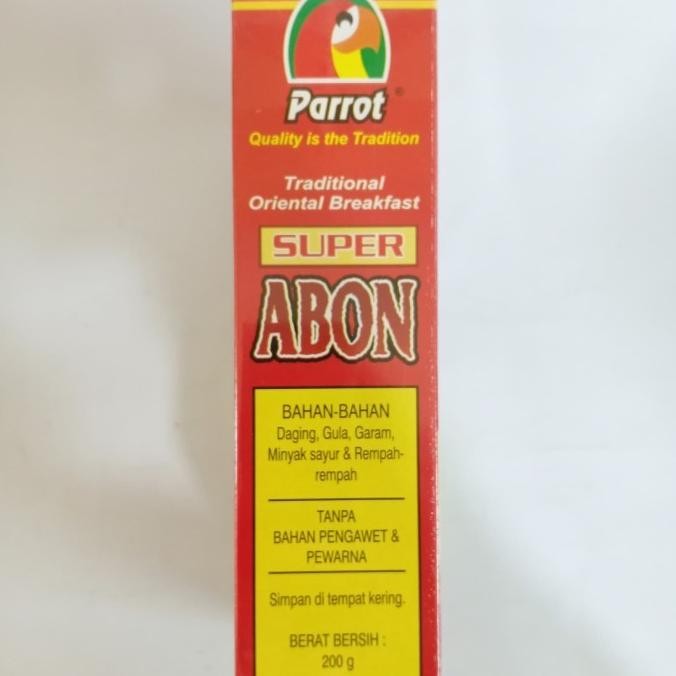 Parrot®
Quality is the Tradition
Traditional
Oriental Breakfast
SUPER
ABON
BAHAN-BAHAN
Daging, Gula, Garam,
Minyak sayur & Rempah-
rempah
TANPA
BAHAN PENGAWET &
PEWARNA
Simpan di tempat kering.
BERAT BERSIH :
200 g